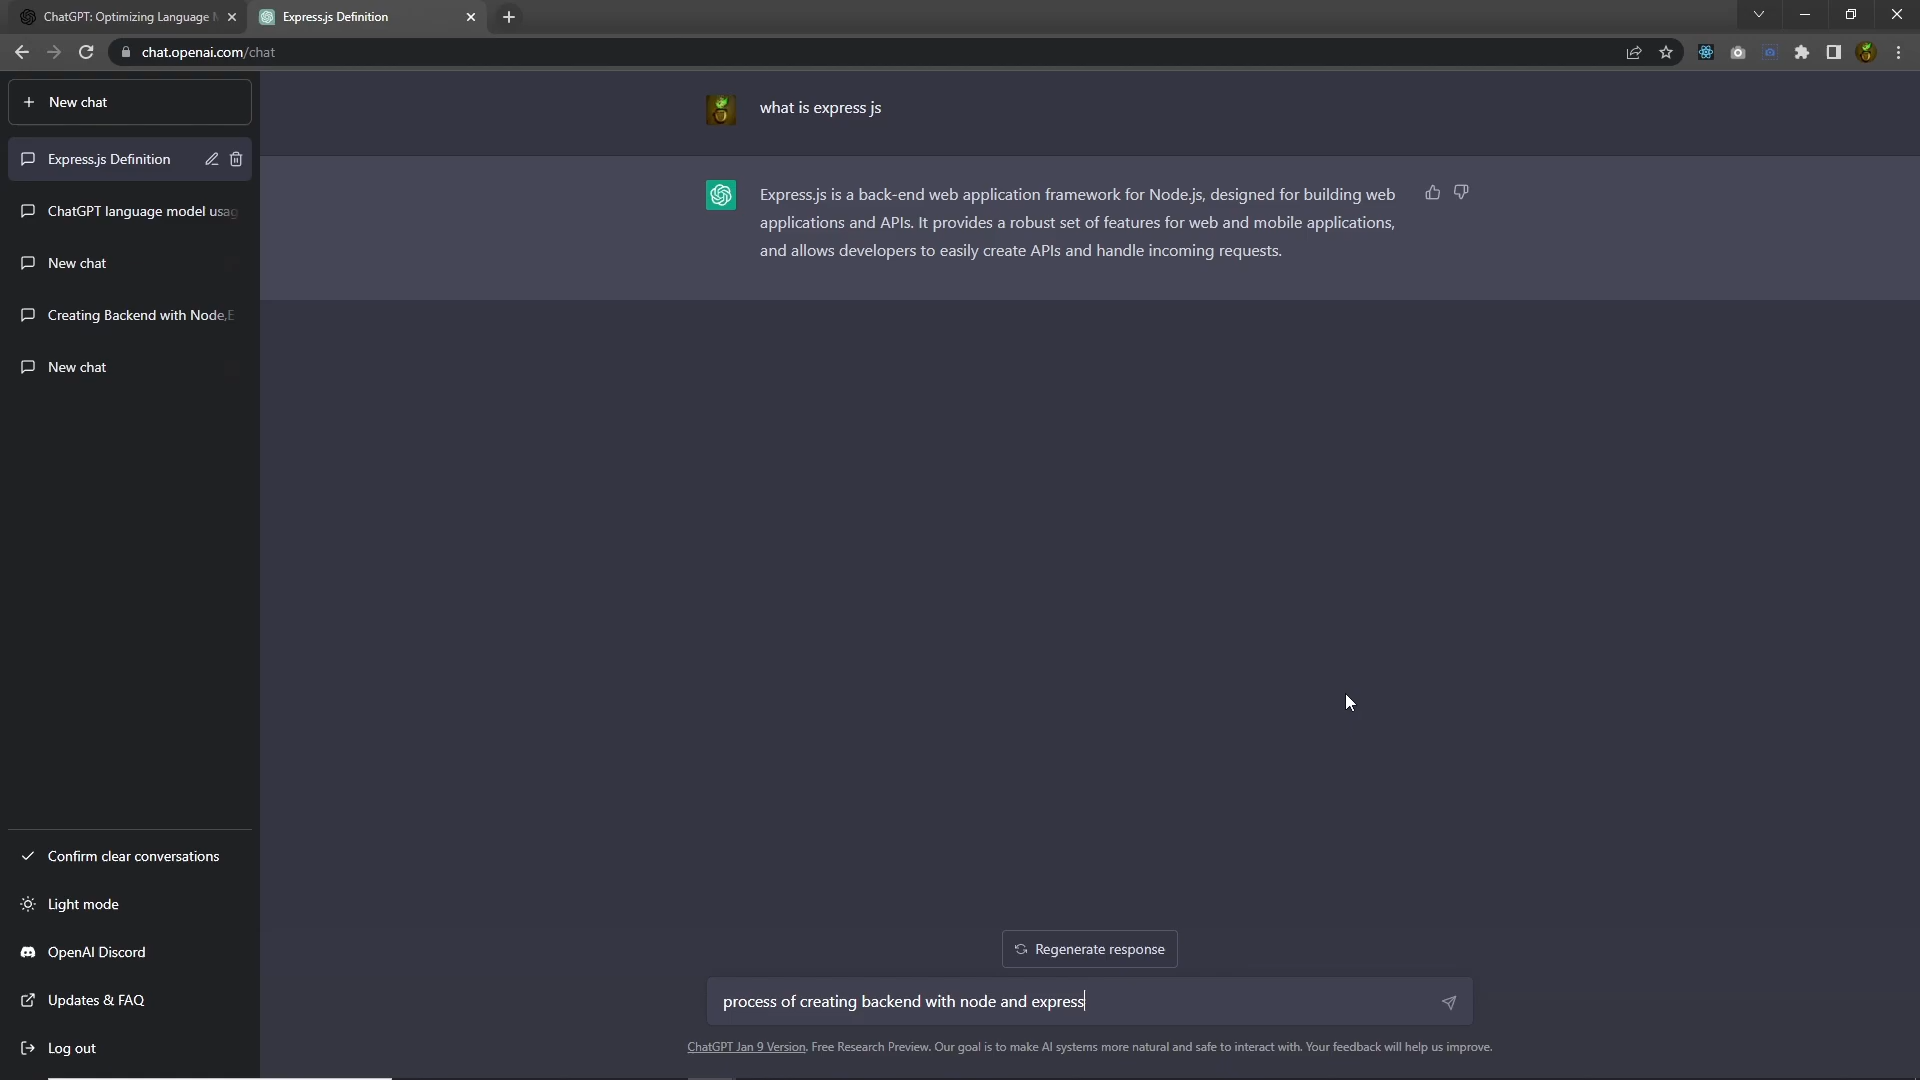 ChatGPT: Optimizing Language
Express.js Definition
chat.openai.com/chat
New chat
Express.js Definition
ChatGPT language model usag
New chat
Creating Backend with Node,E
New chat
Confirm clear conversations
Light mode
OpenAI Discord
Updates & FAQ
Log out
what is express js
Express.js is a back-end web application framework for Node.js, designed for building web
applications and APIs. It provides a robust set of features for web and mobile applications,
and allows developers to easily create APIs and handle incoming requests.
Regenerate response
process of creating backend with node and express
ChatGPT Jan 9 Version. Free Research Preview. Our goal is to make AI systems more natural and safe to interact with. Your feedback will help us improve.